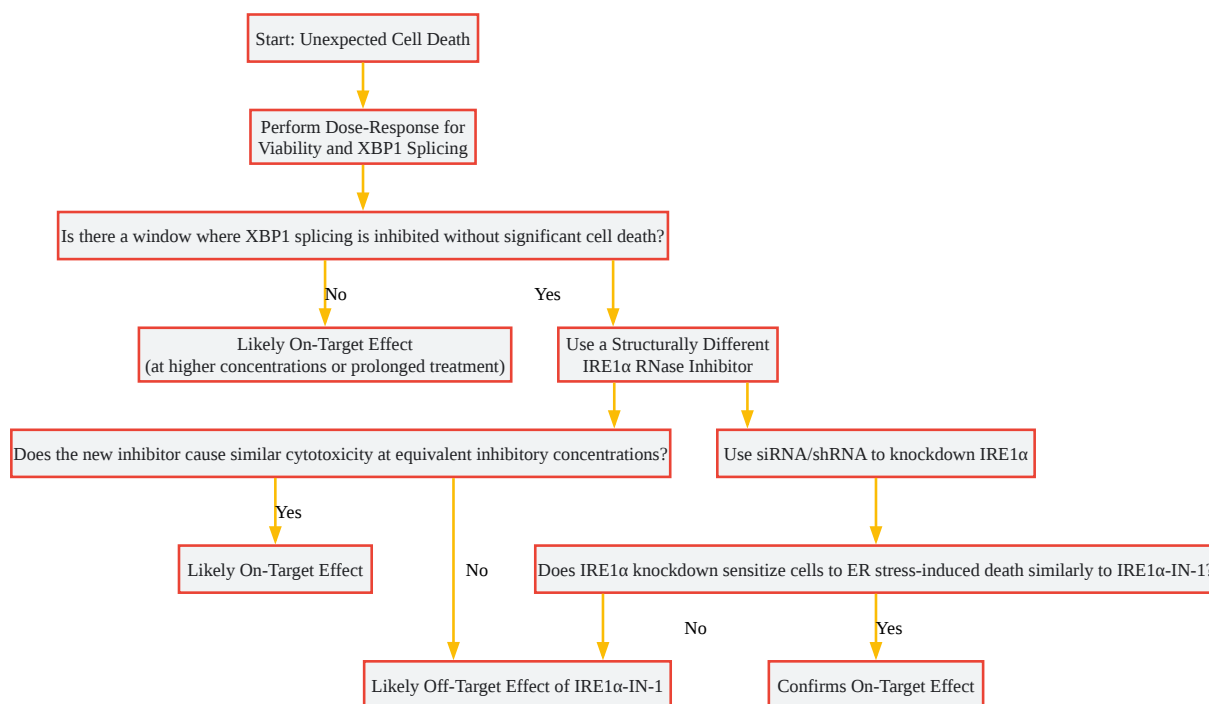 Start: Unexpected Cell Death
Perform Dose-Response for
Viability and XBP1 Splicing
Is there a window where XBP1 splicing is inhibited without significant cell death?
No
Yes
Likely On-Target Effect
(at higher concentrations or prolonged treatment)
Use a Structurally Different
IRE1α RNase Inhibitor
Does the new inhibitor cause similar cytotoxicity at equivalent inhibitory concentrations?
Use siRNA/shRNA to knockdown IRE1α
Yes
Likely On-Target Effect
No
Does IRE1α knockdown sensitize cells to ER stress-induced death similarly to IRE1α-IN-1?
No
Yes
Likely Off-Target Effect of IRE1α-IN-1
Confirms On-Target Effect